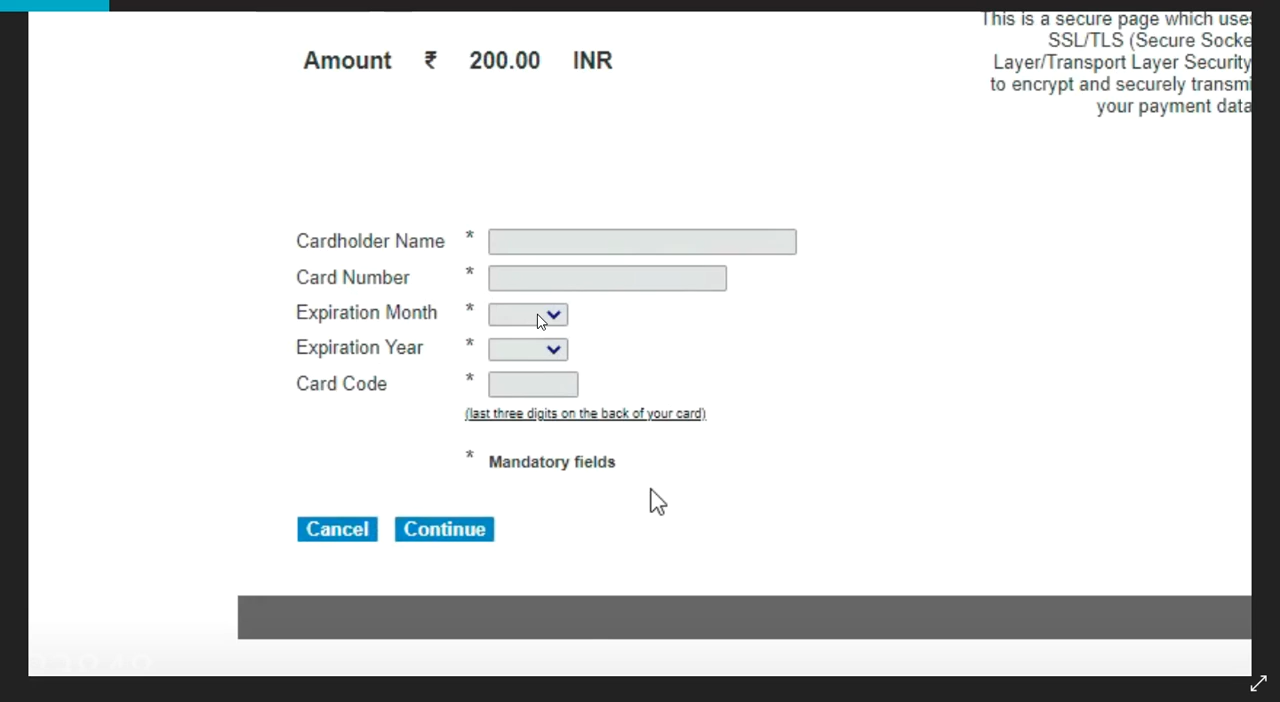 This is a secure page which uses
SSL/TLS (Secure Socke
Layer/Transport Layer Security
to encrypt and securely transmi
your payment data
Amount ₹ 200.00 INR
Cardholder Name *
Card Number *
Expiration Month *
Expiration Year *
Card Code *
(last three digits on the back of your card)
* Mandatory fields
Cancel Continue